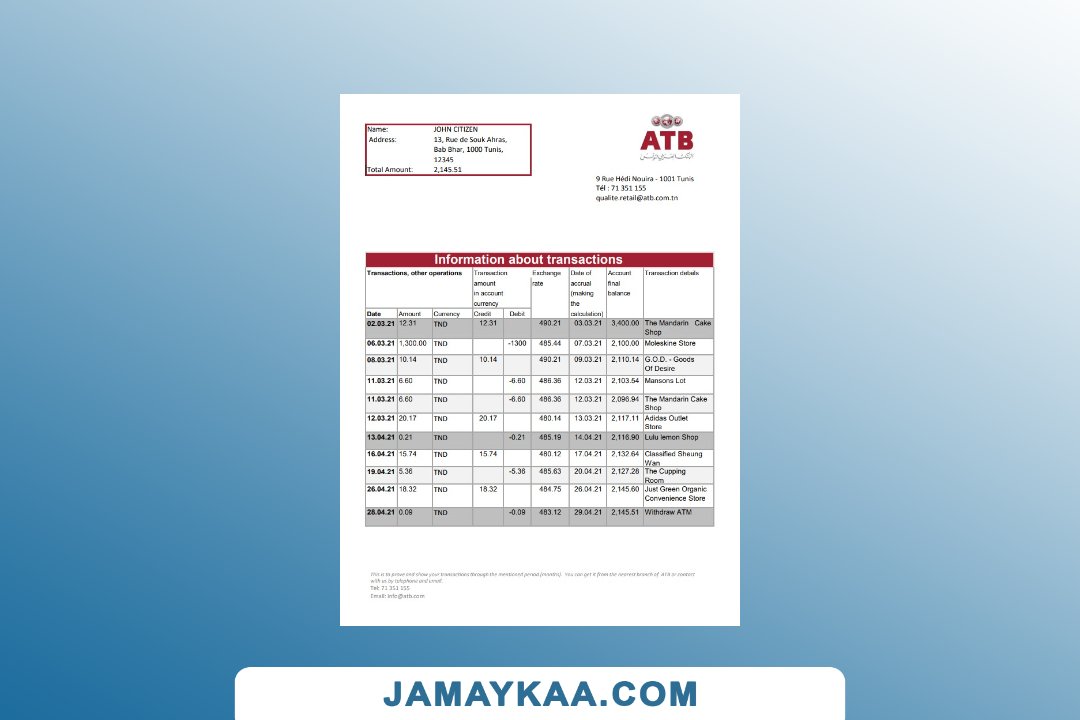 Name: JOHN CITIZEN
Address: 13, Rue de Souk Ahras,
Bab Bhar, 1000 Tunis,
12345
Total Amount: 2,145.51
ATB
9 Rue Hédi Nouira - 1001 Tunis
Tél : 71 351 155
qualite.retail@atb.com.tn
Information about transactions
Transactions, other operations Transaction amount in account currency Exchange rate Date of accrual (making the calculation) Account final balance Transaction details
Date Amount Currency Credit Debit
02.03.21 12.31 TND 12.31 490.21 03.03.21 3,400.00 The Mandarin Cake Shop
06.03.21 1,300.00 TND -1300 485.44 07.03.21 2,100.00 Moleskine Store
08.03.21 10.14 TND 10.14 490.21 09.03.21 2,110.14 G.O.D. - Goods Of Desire
11.03.21 6.60 TND -6.60 486.36 12.03.21 2,103.54 Mansons Lot
11.03.21 6.60 TND -6.60 486.36 12.03.21 2,096.94 The Mandarin Cake Shop
12.03.21 20.17 TND 20.17 480.14 13.03.21 2,117.11 Adidas Outlet Store
13.04.21 0.21 TND -0.21 485.19 14.04.21 2,116.90 Lulu lemon Shop
16.04.21 15.74 TND 15.74 480.12 17.04.21 2,132.64 Classified Sheung Wan
19.04.21 5.36 TND -5.36 485.63 20.04.21 2,127.28 The Cupping Room
26.04.21 18.32 TND 18.32 484.75 26.04.21 2,145.60 Just Green Organic Convenience Store
28.04.21 0.09 TND -0.09 483.12 29.04.21 2,145.51 Withdraw ATM
This is to prove and show your transactions through the mentioned period (months). You can get it from the nearest branch of ATB or contact
with us by telephone and email.
Tel: 71 351 155
Email: info@atb.com
JAMAYKAA.COM